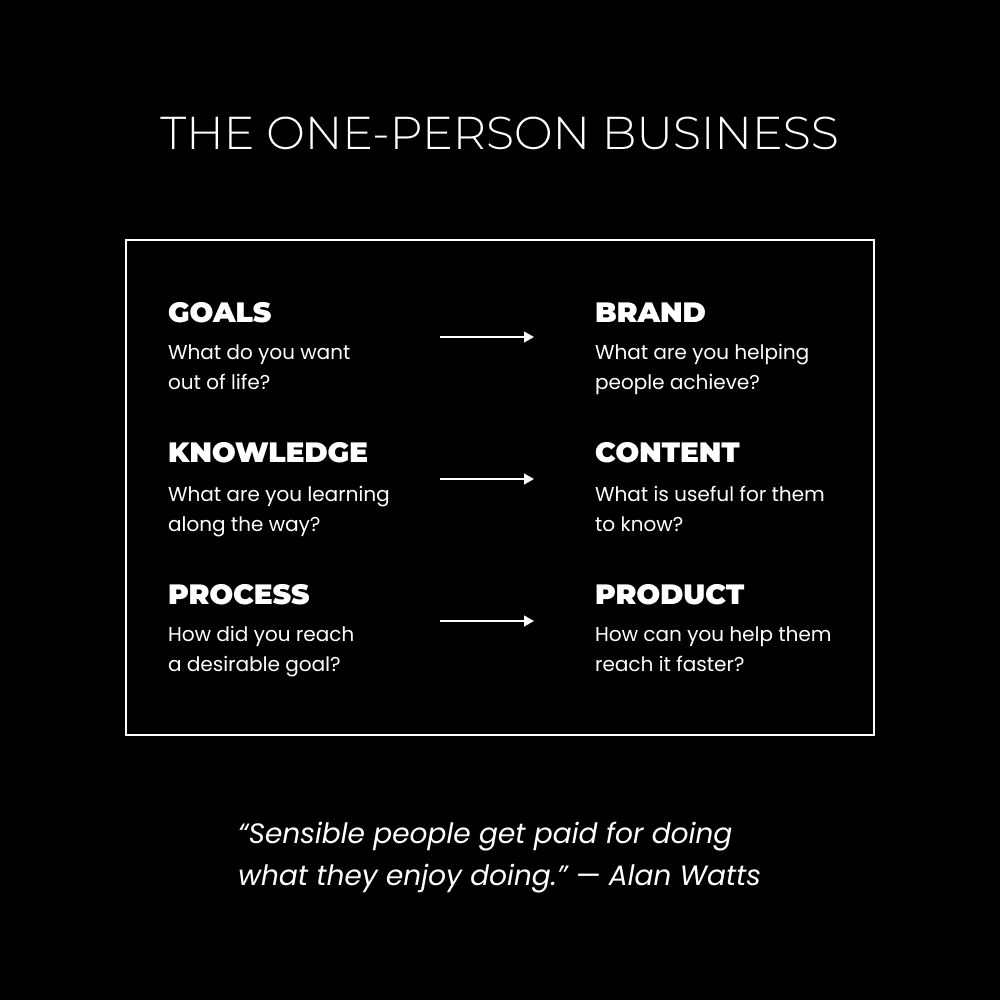 THE ONE-PERSON BUSINESS
GOALS
What do you want
out of life?
BRAND
What are you helping
people achieve?
KNOWLEDGE
What are you learning
along the way?
CONTENT
What is useful for them
to know?
PROCESS
How did you reach
a desirable goal?
PRODUCT
How can you help them
reach it faster?
“Sensible people get paid for doing
what they enjoy doing.” — Alan Watts